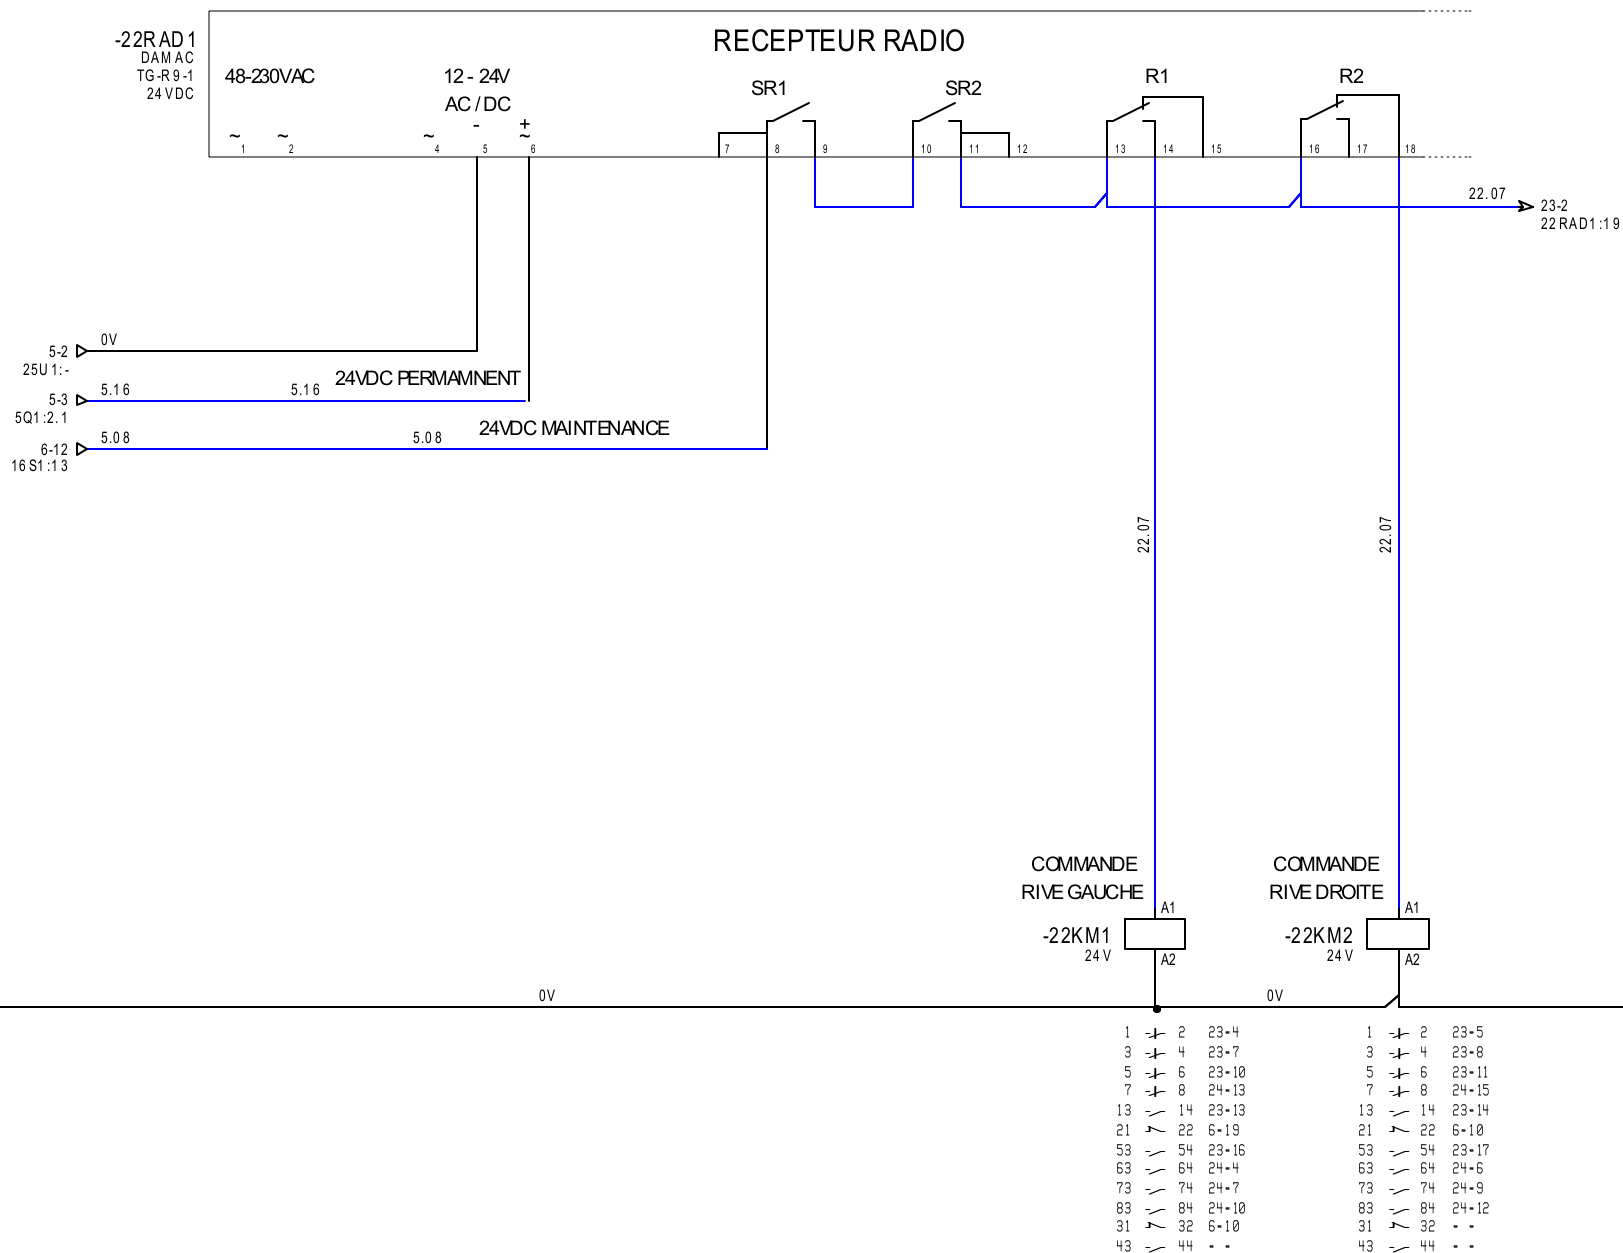 RECEPTEUR RADIO
-22RAD1
DAMAC
TG-R9-1
24VDC
48-230VAC
12 - 24V
AC / DC
- +
~ ~ ~ ~
SR1 SR2 R1 R2
1 2 4 5 6 7 8 9 10 11 12 13 14 15 16 17 18
22.07
23-2
22RAD1:19
0V
5-2
25U1:-
24VDC PERMAMNENT
5.16 5.16
5-3
5Q1:2.1
24VDC MAINTENANCE
5.08 5.08
6-12
16S1:13
22.07 22.07
COMMANDE
RIVE GAUCHE
COMMANDE
RIVE DROITE
A1 A1
-22KM1
24V
-22KM2
24V
A2 A2
0V 0V
1 2 23-4
3 4 23-7
5 6 23-10
7 8 24-13
13 14 23-13
21 22 6-19
53 54 23-16
63 64 24-4
73 74 24-7
83 84 24-10
31 32 6-10
43 44 - -
1 2 23-5
3 4 23-8
5 6 23-11
7 8 24-15
13 14 23-14
21 22 6-10
53 54 23-17
63 64 24-6
73 74 24-9
83 84 24-12
31 32 - -
43 44 - -